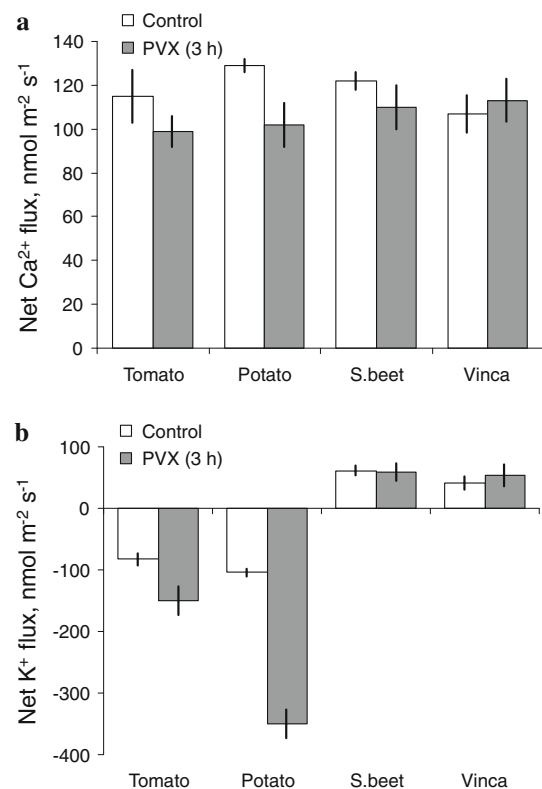 a
Control
PVX (3 h)
Net Ca²⁺ flux, nmol m⁻² s⁻¹
140
120
100
80
60
40
20
0
Tomato Potato S.beet Vinca
b
Control
PVX (3 h)
Net K⁺ flux, nmol m⁻² s⁻¹
100
0
-100
-200
-300
-400
Tomato Potato S.beet Vinca